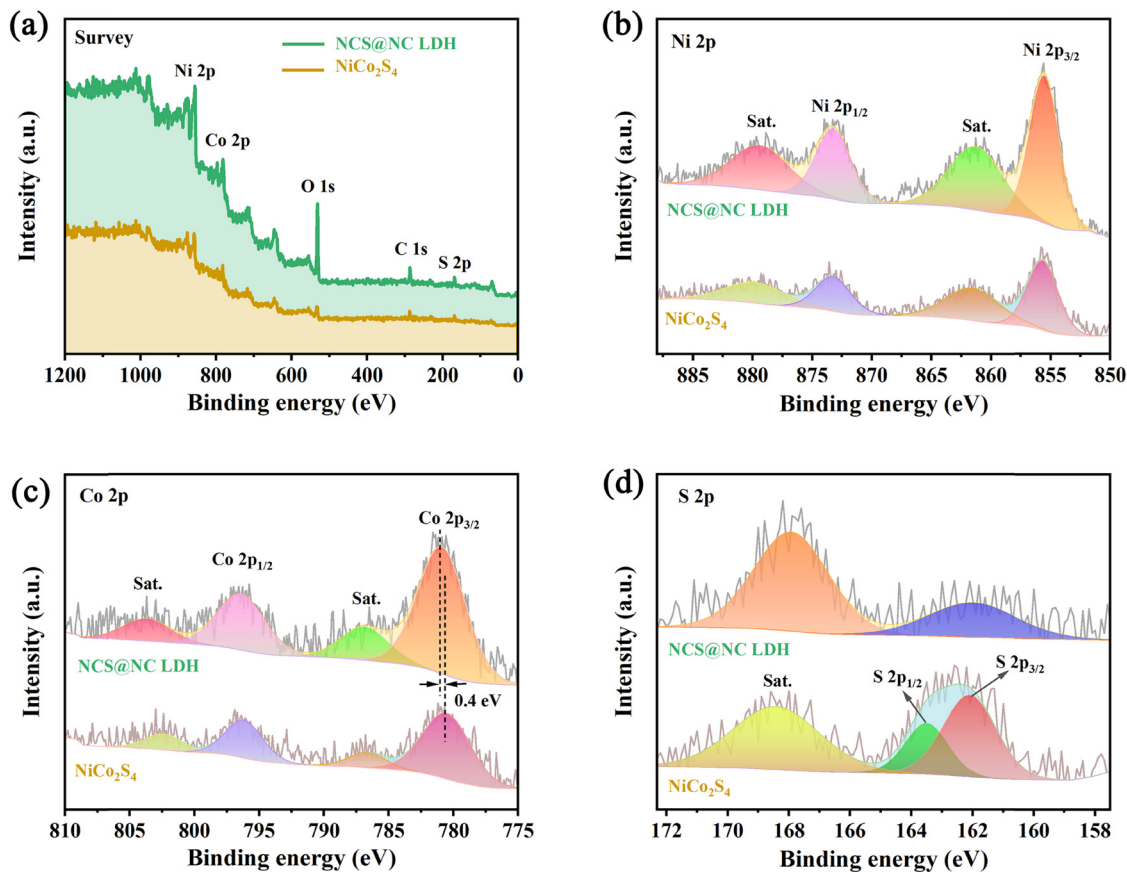 (a)
Survey
NCS@NC LDH
NiCo₂S₄
Ni 2p
Co 2p
O 1s
C 1s
S 2p
Intensity (a.u.)
1200 1000 800 600 400 200 0
Binding energy (eV)
(b)
Ni 2p
Ni 2p₃/₂
Ni 2p₁/₂
Sat.
Sat.
NCS@NC LDH
NiCo₂S₄
Intensity (a.u.)
885 880 875 870 865 860 855 850
Binding energy (eV)
(c)
Co 2p
Co 2p₃/₂
Co 2p₁/₂
Sat.
Sat.
NCS@NC LDH
0.4 eV
NiCo₂S₄
Intensity (a.u.)
810 805 800 795 790 785 780 775
Binding energy (eV)
(d)
S 2p
NCS@NC LDH
S 2p₃/₂
S 2p₁/₂
Sat.
NiCo₂S₄
Intensity (a.u.)
172 170 168 166 164 162 160 158
Binding energy (eV)